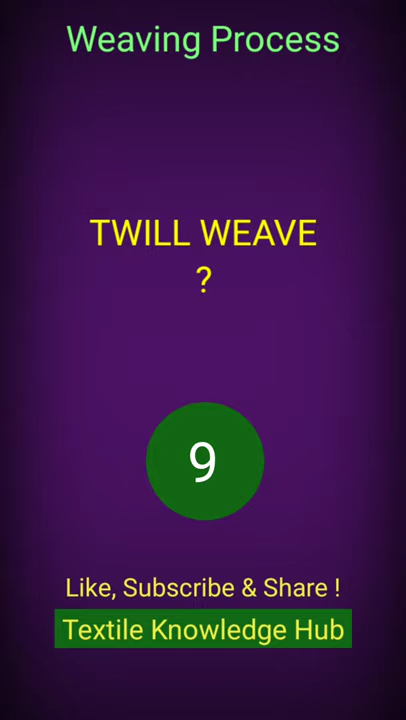 Weaving Process
TWILL WEAVE
?
9
Like, Subscribe & Share !
Textile Knowledge Hub